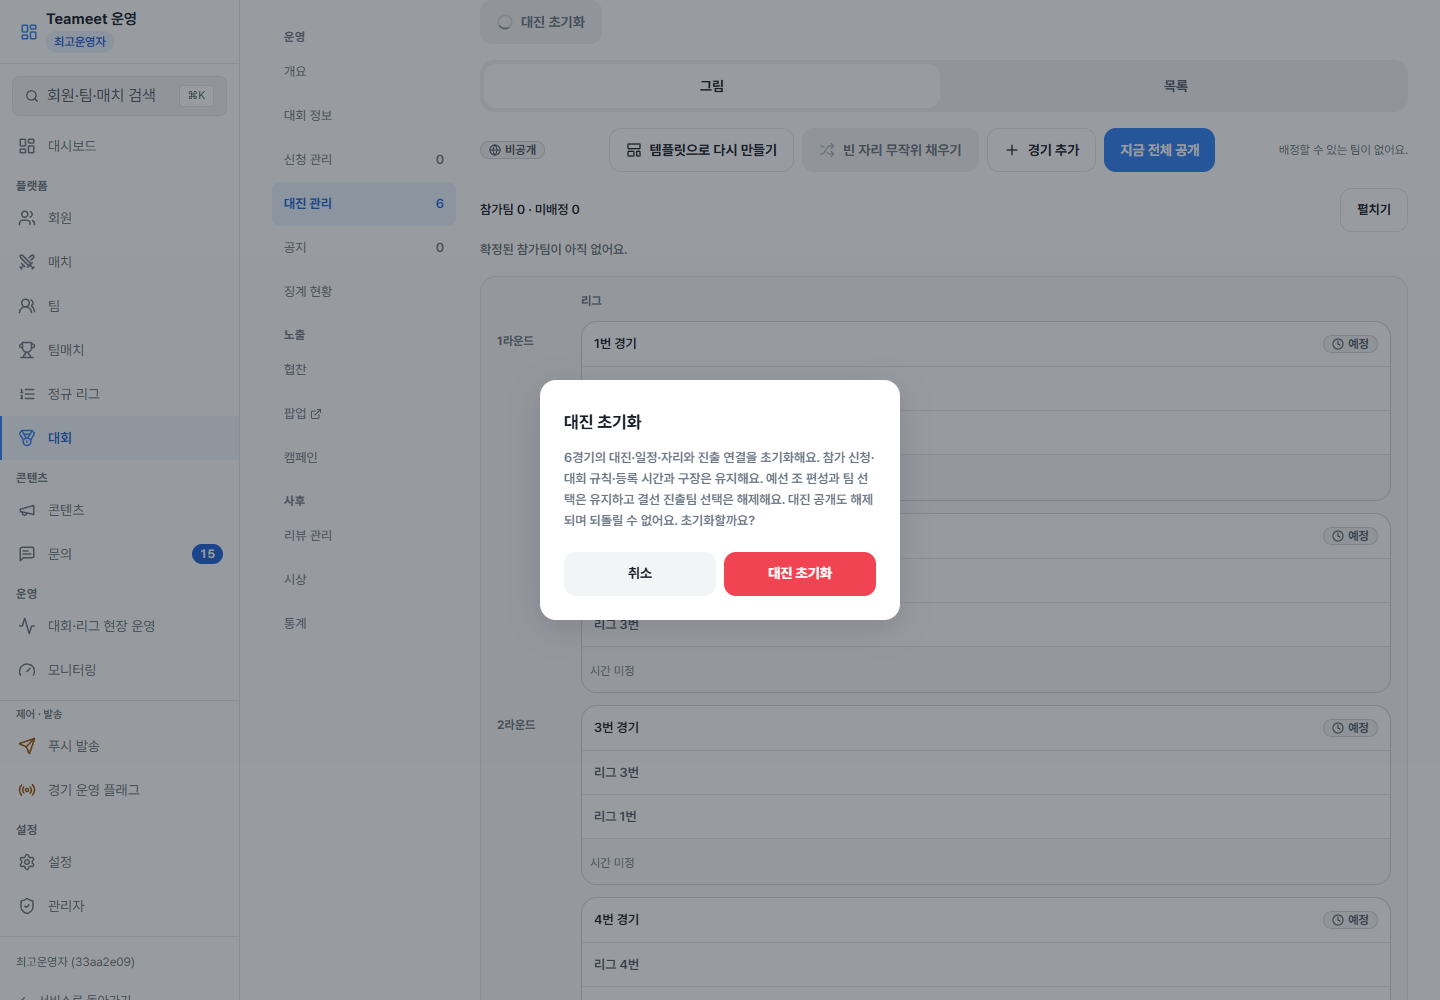 Teameet 운영
최고운영자
회원·팀·매치 검색
⌘K
대시보드
플랫폼
회원
매치
팀
팀매치
정규 리그
대회
콘텐츠
콘텐츠
문의
15
운영
대회·리그 현장 운영
모니터링
제어·발송
푸시 발송
경기 운영 플래그
설정
설정
관리자
최고운영자 (33aa2e09)
서비스로 돌아가기
운영
개요
대회 정보
신청 관리
0
대진 관리
6
공지
0
징계 현황
노출
협찬
팝업
캠페인
사후
리뷰 관리
시상
통계
대진 초기화
그림
목록
비공개
템플릿으로 다시 만들기
빈 자리 무작위 채우기
경기 추가
지금 전체 공개
배정할 수 있는 팀이 없어요.
참가팀 0 · 미배정 0
펼치기
확정된 참가팀이 아직 없어요.
리그
1라운드
1번 경기
예정
예정
리그 3번
시간 미정
2라운드
3번 경기
예정
리그 3번
리그 1번
시간 미정
4번 경기
예정
리그 4번
대진 초기화
6경기의 대진·일정·자리와 진출 연결을 초기화해요. 참가 신청·
대회 규칙·등록 시간과 구장은 유지해요. 예선 조 편성과 팀 선
택은 유지하고 결선 진출팀 선택은 해제해요. 대진 공개도 해제
되며 되돌릴 수 없어요. 초기화할까요?
취소
대진 초기화